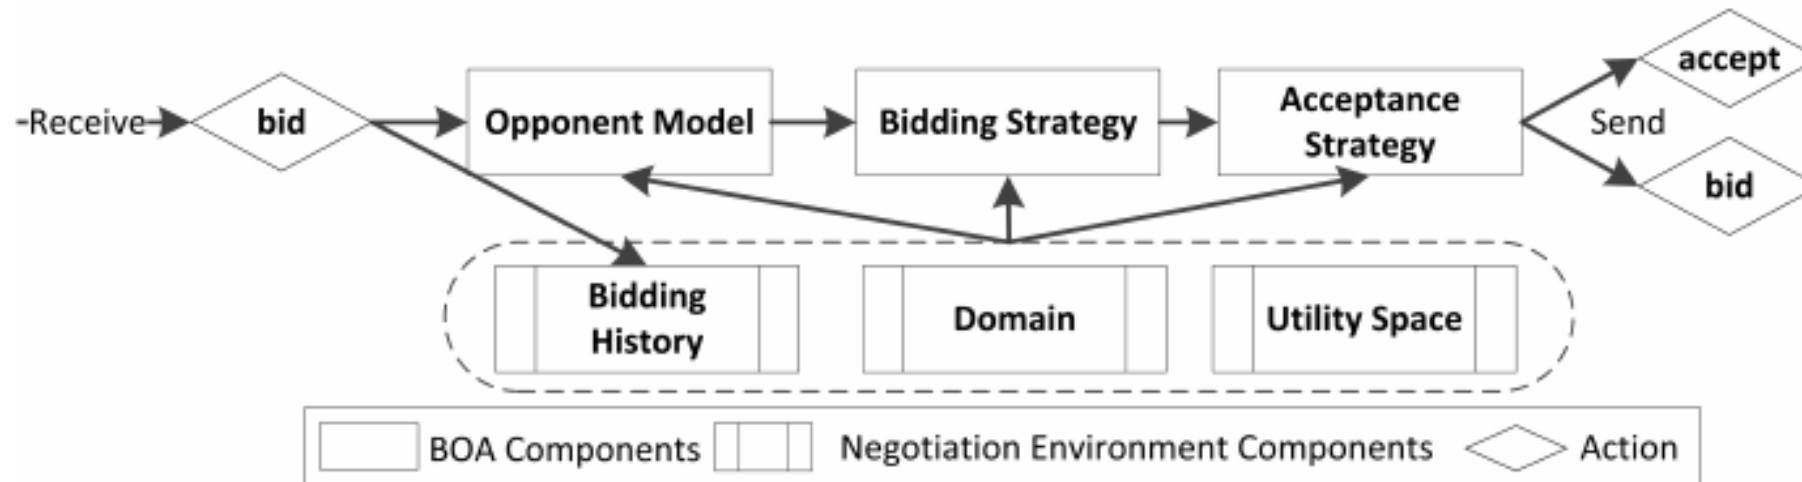 Receive
bid
Opponent Model
Bidding Strategy
Acceptance
Strategy
accept
Send
bid
Bidding
History
Domain
Utility Space
BOA Components
Negotiation Environment Components
Action